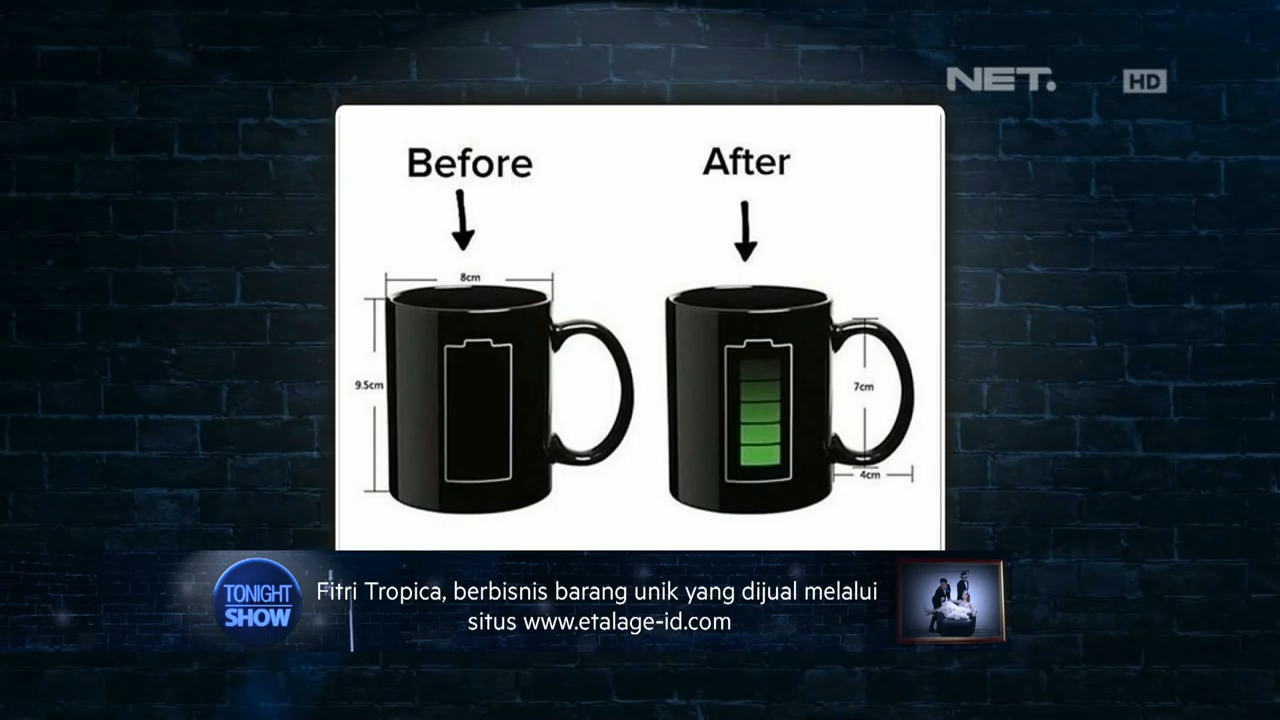 NET.
HD
Before
After
8cm
9.5cm
7cm
4cm
TONIGHT
SHOW
Fitri Tropica, berbisnis barang unik yang dijual melalui
situs www.etalage-id.com